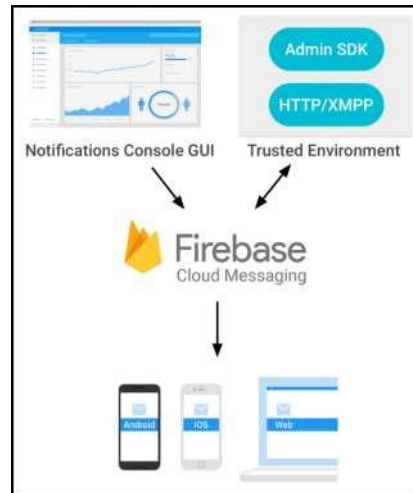 Admin SDK
HTTP/XMPP
Notifications Console GUI
Trusted Environment
Firebase
Cloud Messaging
Android
iOS
Web